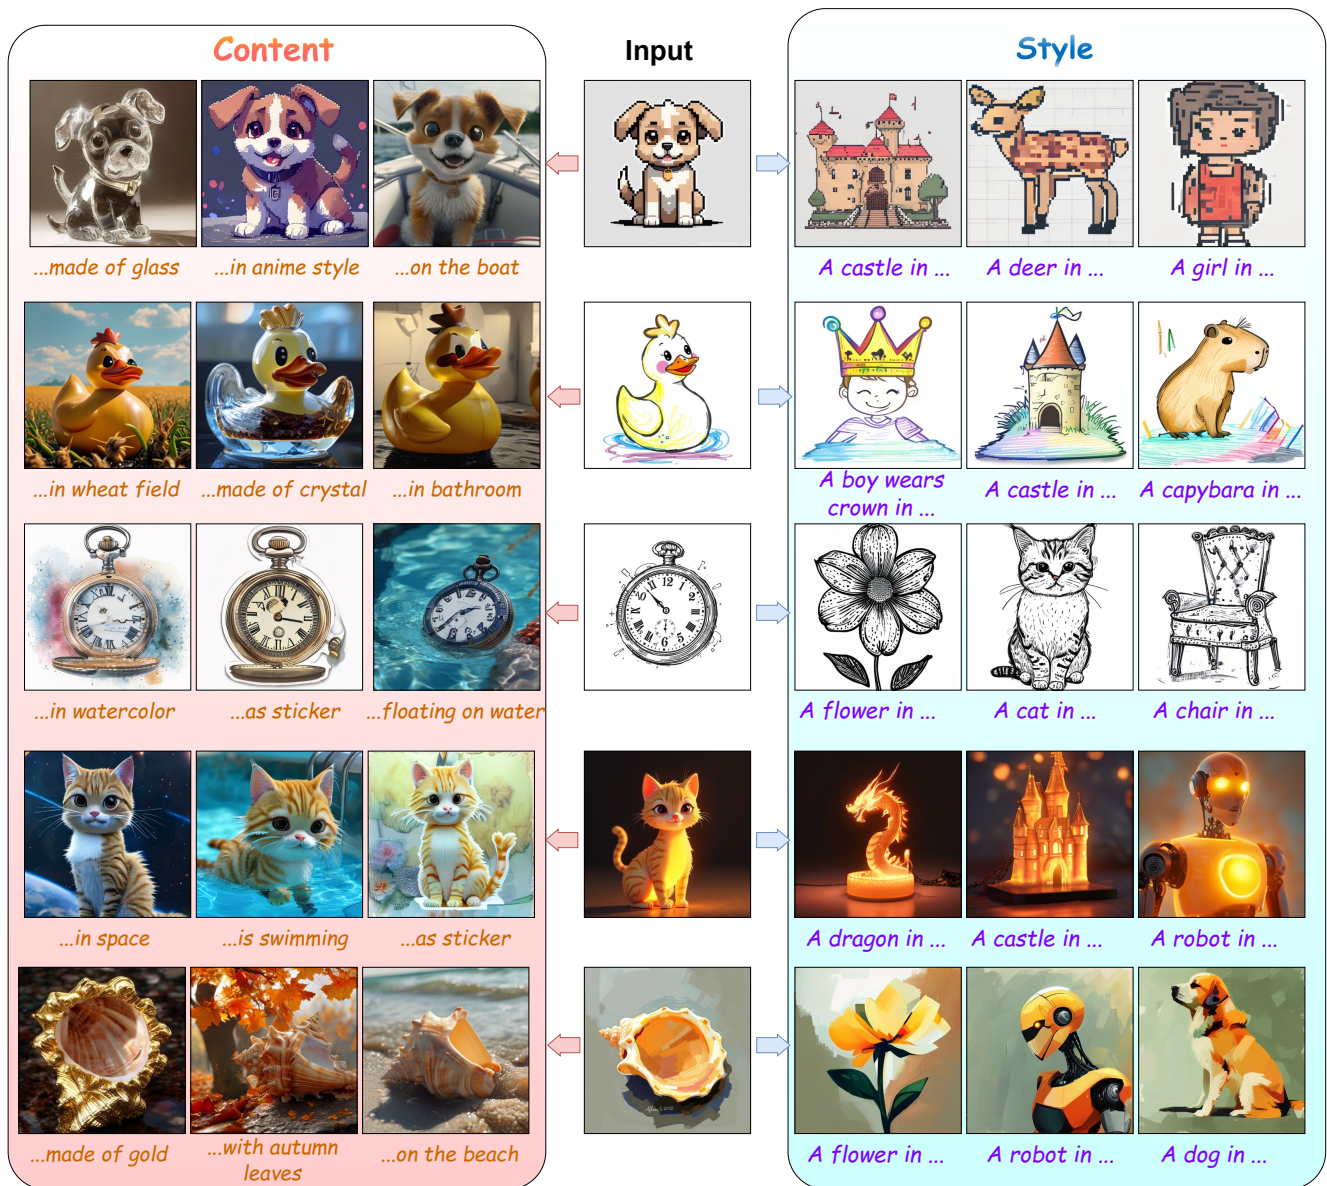 Content
Input
Style
...made of glass
...in anime style
...on the boat
A castle in ...
A deer in ...
A girl in ...
...in wheat field
...made of crystal
...in bathroom
A boy wears
crown in ...
A castle in ...
A capybara in ...
...in watercolor
...as sticker
...floating on water
A flower in ...
A cat in ...
A chair in ...
...in space
...is swimming
...as sticker
A dragon in ...
A castle in ...
A robot in ...
...made of gold
...with autumn
leaves
...on the beach
A flower in ...
A robot in ...
A dog in ...